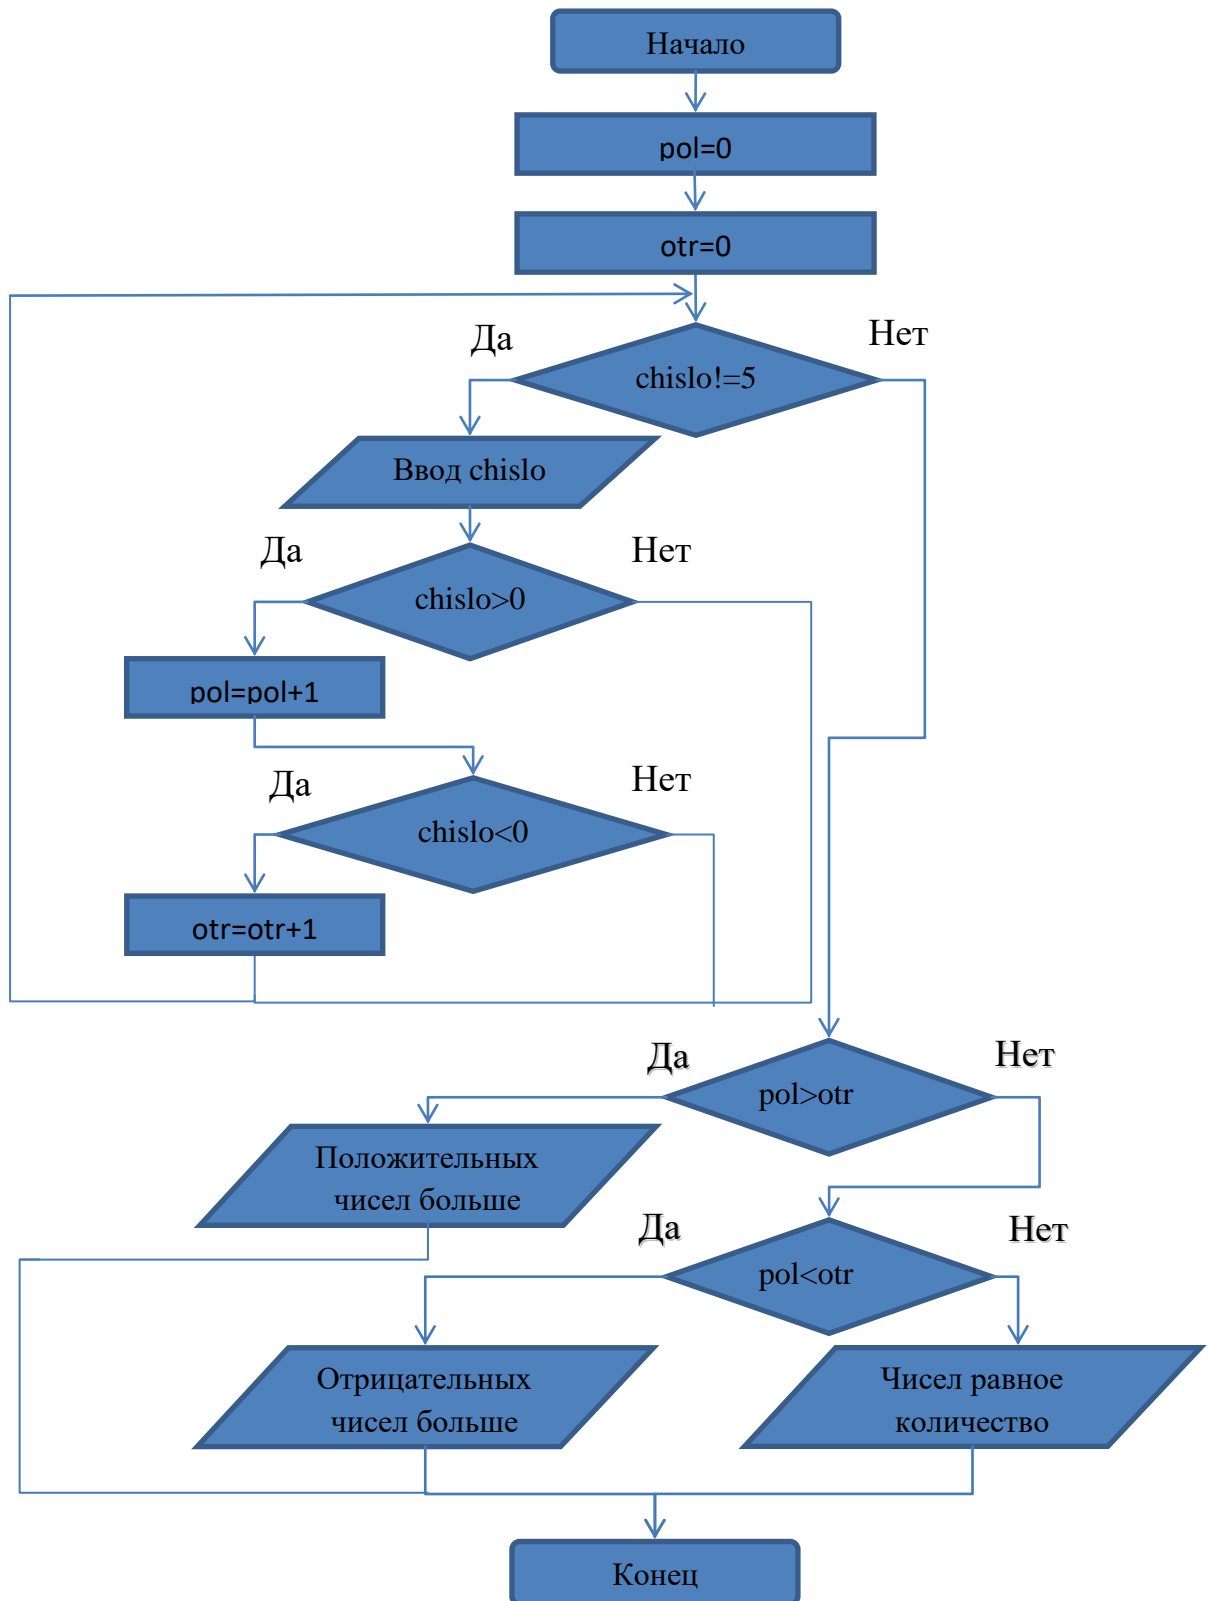 Начало
pol=0
otr=0
Да
Нет
chislo!=5
Ввод chislo
Да
Нет
chislo>0
pol=pol+1
Да
Нет
chislo<0
otr=otr+1
Да
Нет
pol>otr
Положительных
чисел больше
Да
Нет
pol<otr
Отрицательных
чисел больше
Чисел равное
количество
Конец